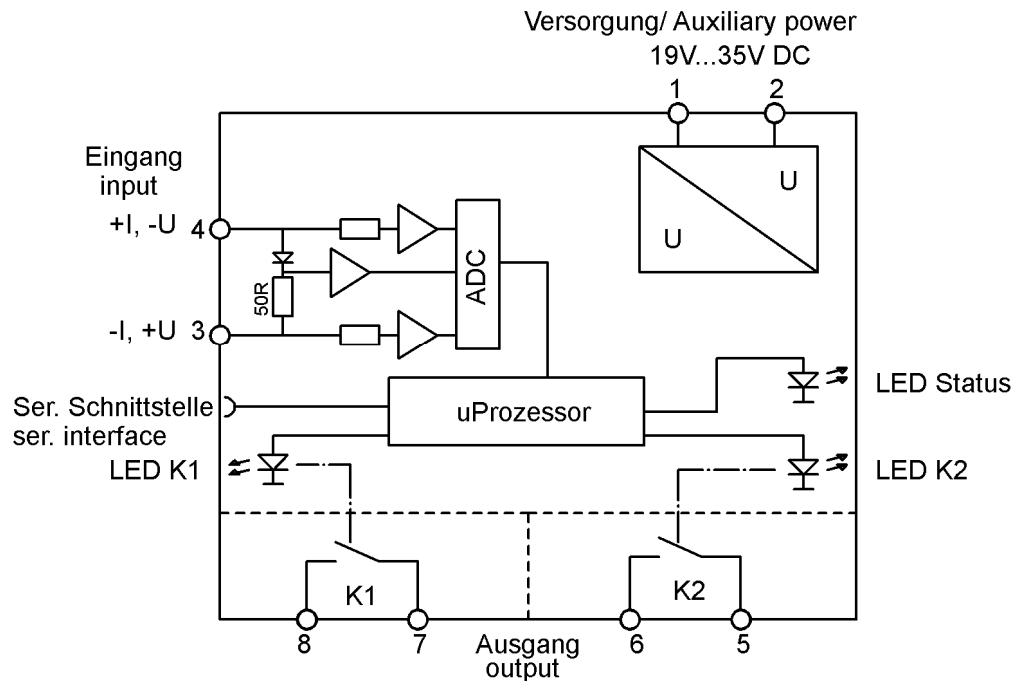 Versorgung/ Auxiliary power
19V...35V DC
1
2
Eingang
input
+I, -U 4
U
U
ADC
50R
-I, +U 3
uProzessor
LED Status
Ser. Schnittstelle
ser. interface
LED K1
LED K2
K1
K2
8
7
Ausgang
output
6
5